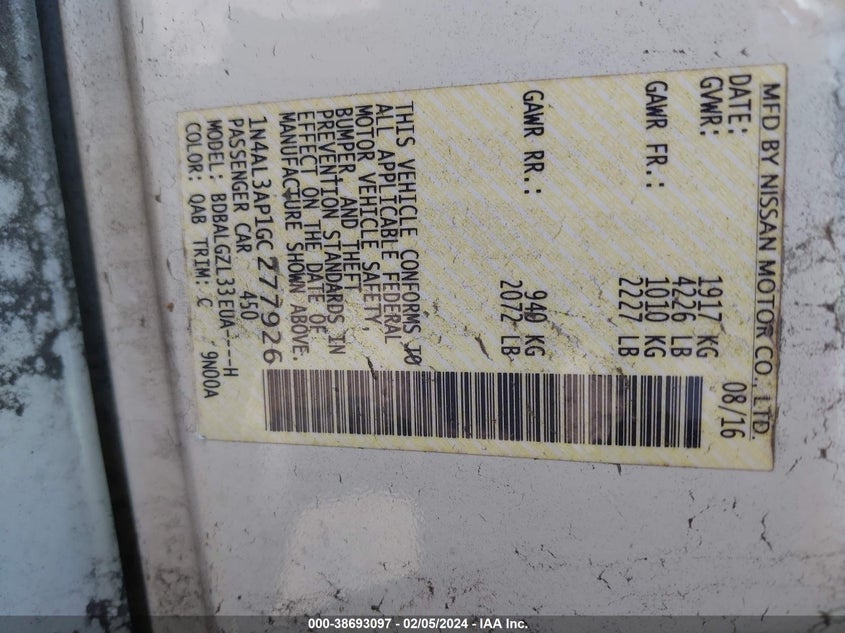 MFD BY NISSAN MOTOR CO., LTD.
DATE: 08/16
GVWR: 1917 KG
4226 LB
GAWR FR.: 1010 KG
2227 LB
GAWR RR.: 940 KG
2072 LB
THIS VEHICLE CONFORMS TO
ALL APPLICABLE FEDERAL
MOTOR VEHICLE SAFETY,
BUMPER, AND THEFT
PREVENTION STANDARDS IN
EFFECT ON THE DATE OF
MANUFACTURE SHOWN ABOVE.
1N4AL3AP1GC277926
PASSENGER CAR 450
MODEL: BDBALGZL33EUA----H
COLOR: QAB TRIM: C 9N00A
000-38693097 - 02/05/2024 - IAA Inc.